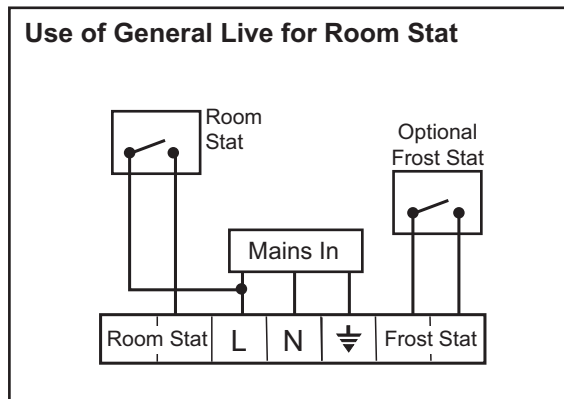 Use of General Live for Room Stat
Room
Stat
Optional
Frost Stat
Mains In
Room Stat L N Frost Stat